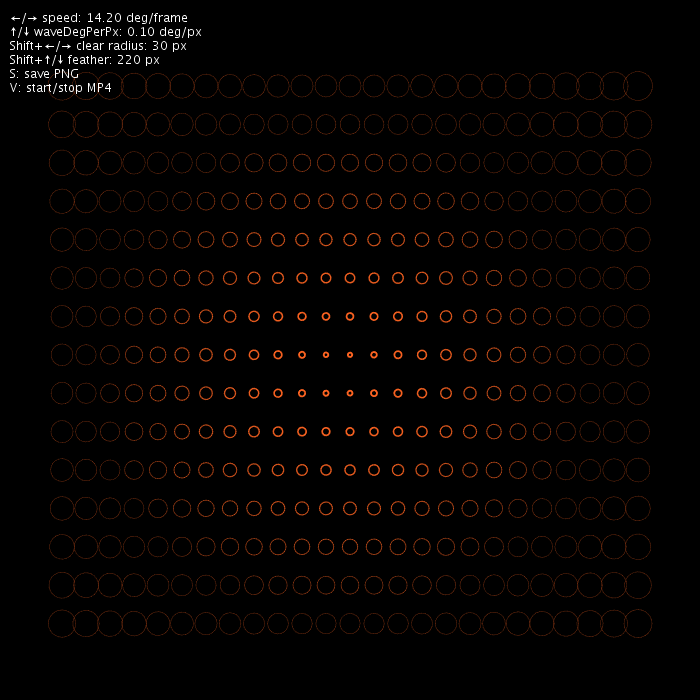 ←/→ speed: 14.20 deg/frame
↑/↓ waveDegPerPx: 0.10 deg/px
Shift+←/→ clear radius: 30 px
Shift+↑/↓ feather: 220 px
S: save PNG
V: start/stop MP4